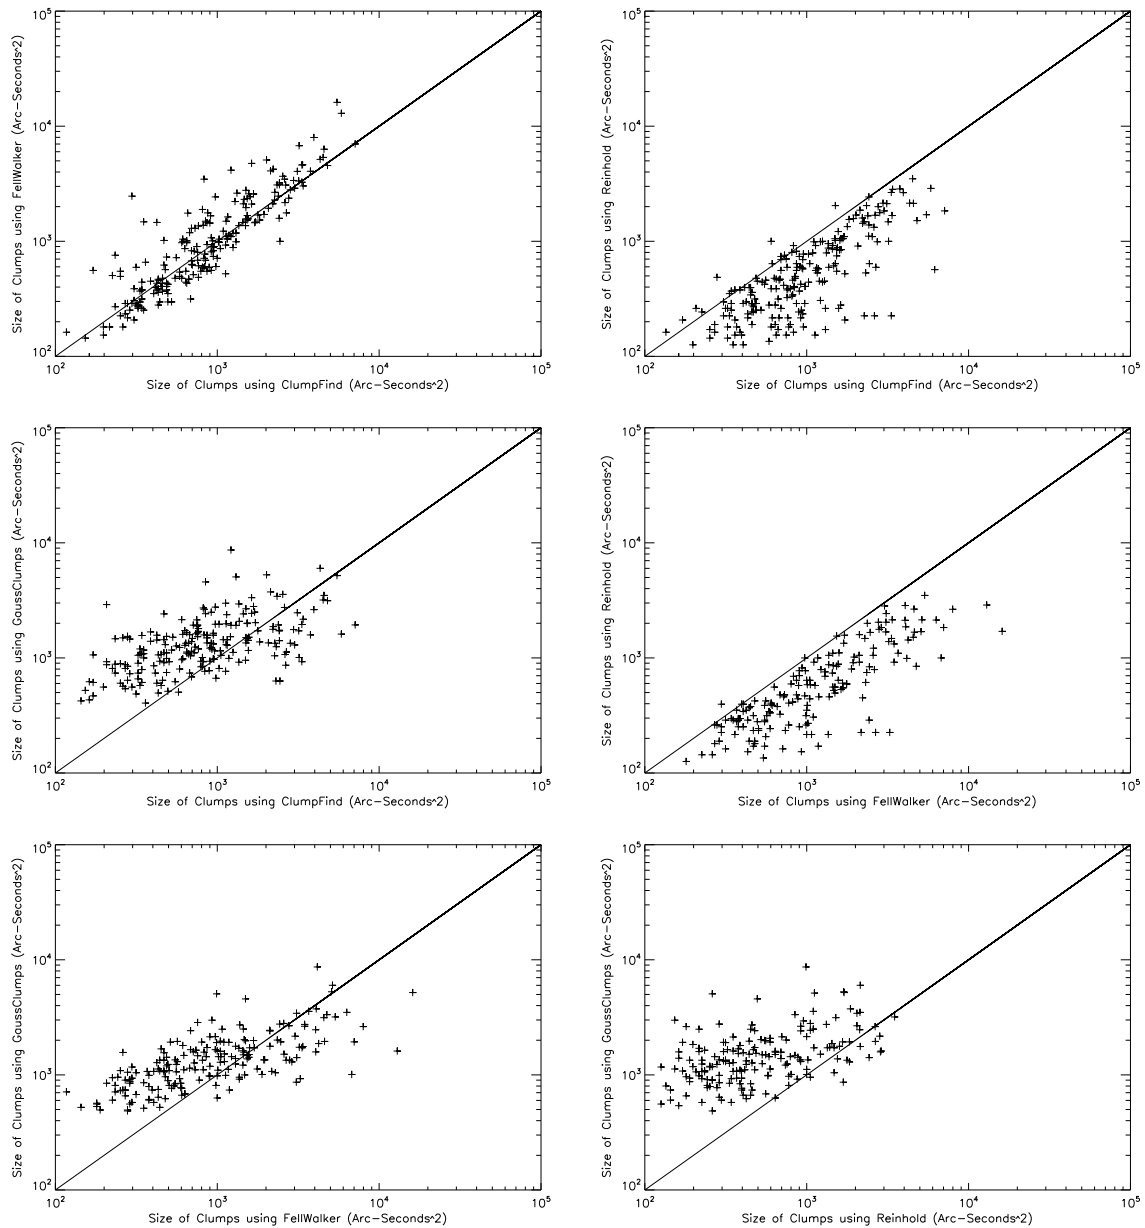 10^5
10^4
10^3
10^2
Size of Clumps using FellWalker (Arc-Seconds^2)
10^2 10^3 10^4 10^5
Size of Clumps using ClumpFind (Arc-Seconds^2)
10^5
10^4
10^3
10^2
Size of Clumps using Reinhold (Arc-Seconds^2)
10^2 10^3 10^4 10^5
Size of Clumps using ClumpFind (Arc-Seconds^2)
10^5
10^4
10^3
10^2
Size of Clumps using GaussClumps (Arc-Seconds^2)
10^2 10^3 10^4 10^5
Size of Clumps using ClumpFind (Arc-Seconds^2)
10^5
10^4
10^3
10^2
Size of Clumps using Reinhold (Arc-Seconds^2)
10^2 10^3 10^4 10^5
Size of Clumps using FellWalker (Arc-Seconds^2)
10^5
10^4
10^3
10^2
Size of Clumps using GaussClumps (Arc-Seconds^2)
10^2 10^3 10^4 10^5
Size of Clumps using FellWalker (Arc-Seconds^2)
10^5
10^4
10^3
10^2
Size of Clumps using GaussClumps (Arc-Seconds^2)
10^2 10^3 10^4 10^5
Size of Clumps using Reinhold (Arc-Seconds^2)